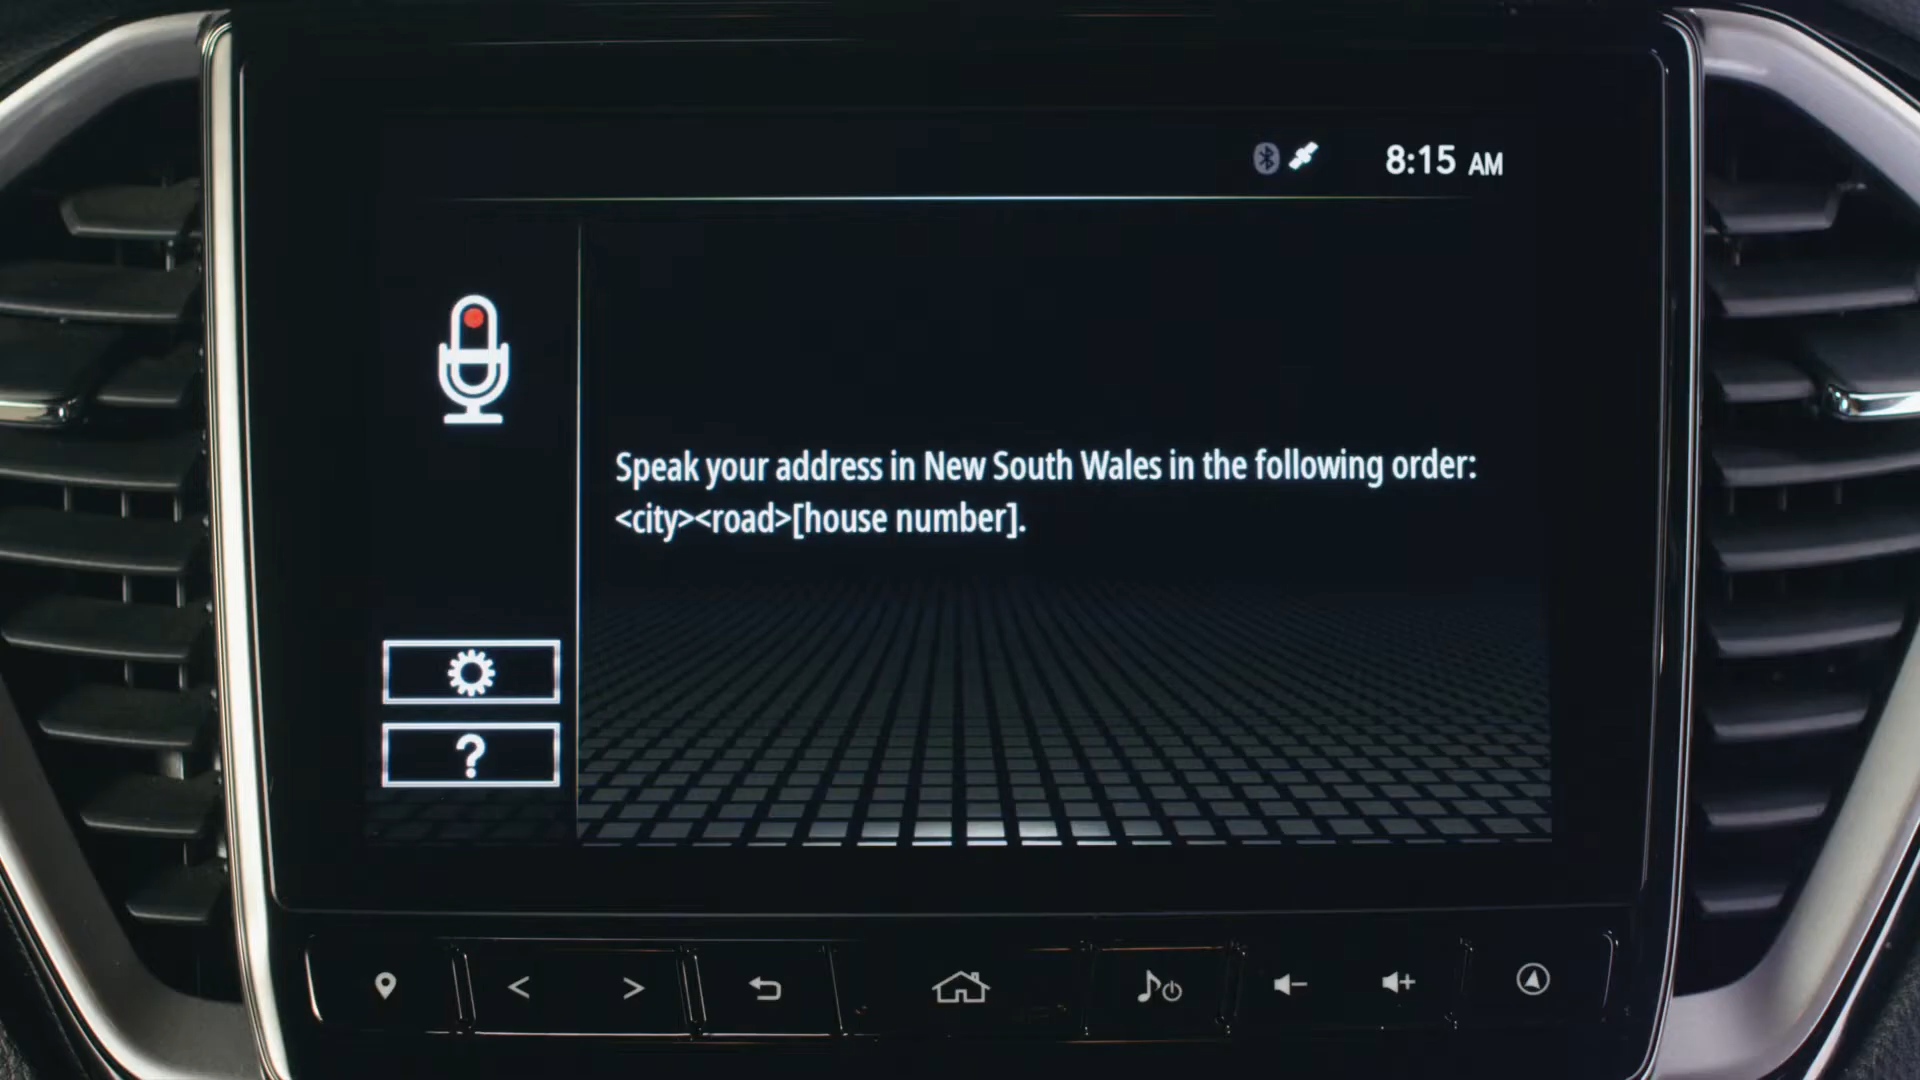 8:15 AM
Speak your address in New South Wales in the following order:
<city><road>[house number].
?